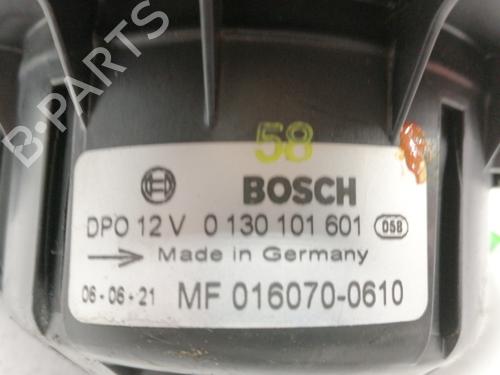 B-PARTS
58
BOSCH
DPO 12 V 0 130 101 601 058
Made in Germany
06-06-21 MF 016070-0610